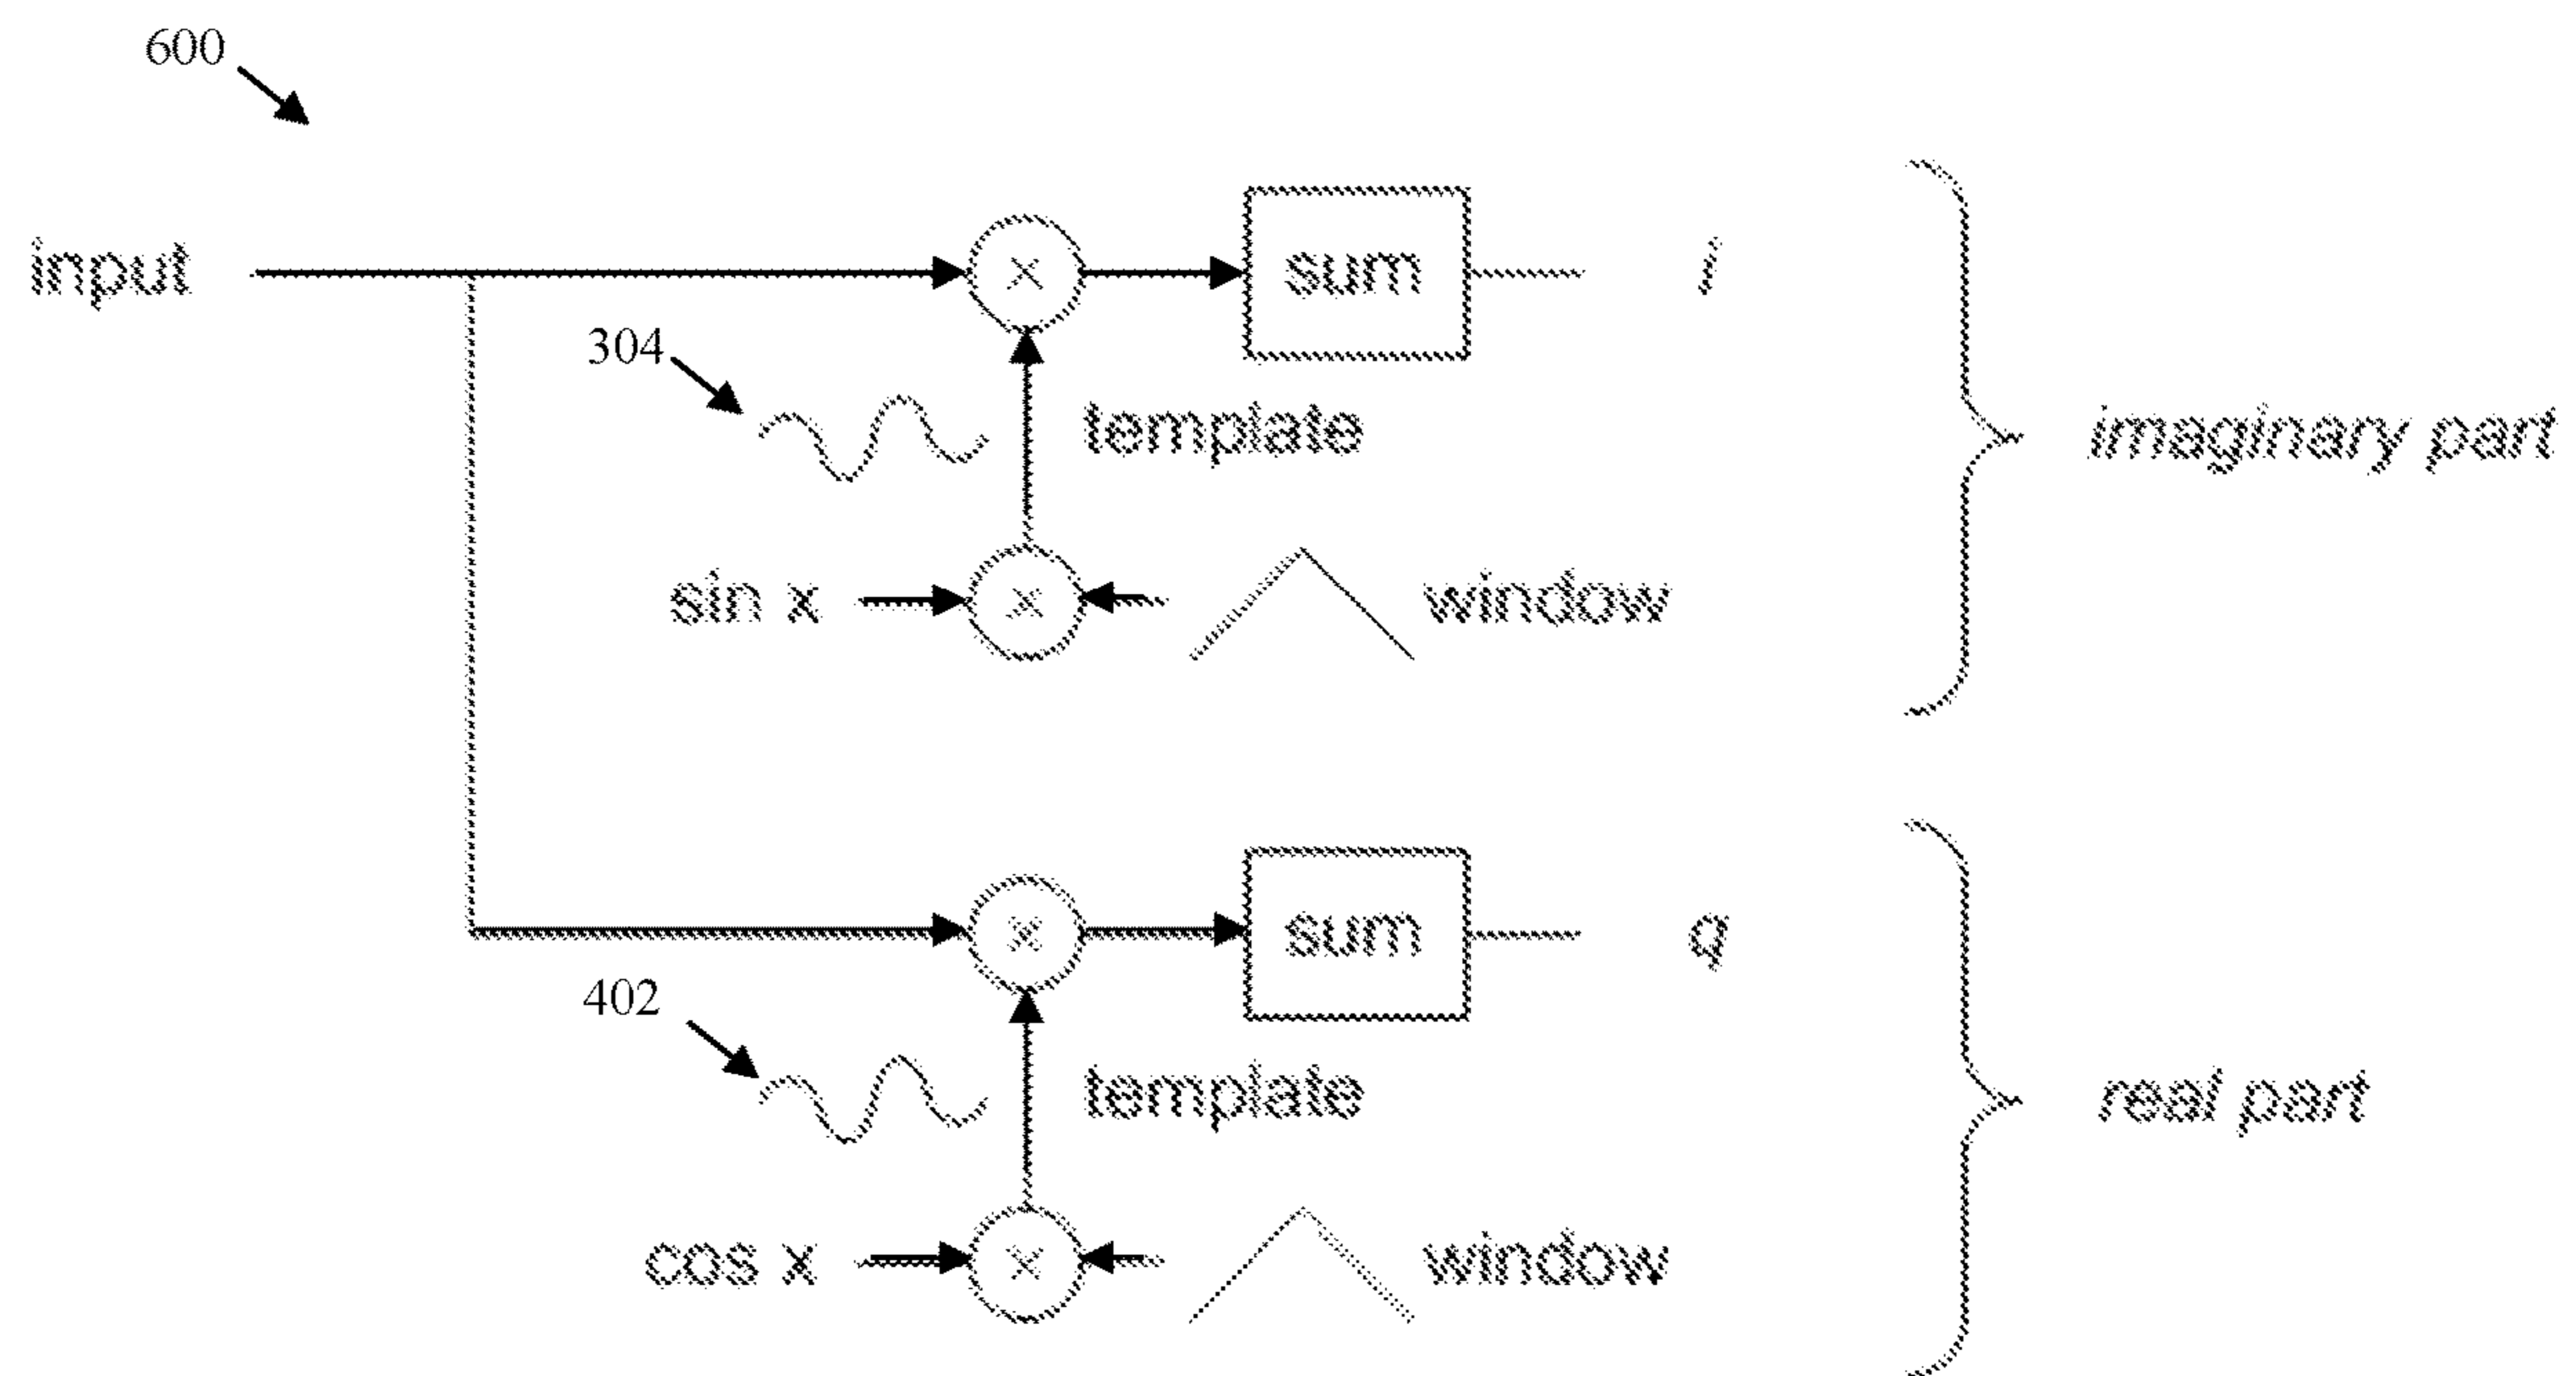 600
input
×
sum
i
304
template
imaginary part
sin x
×
window
×
sum
q
402
template
real part
cos x
×
window